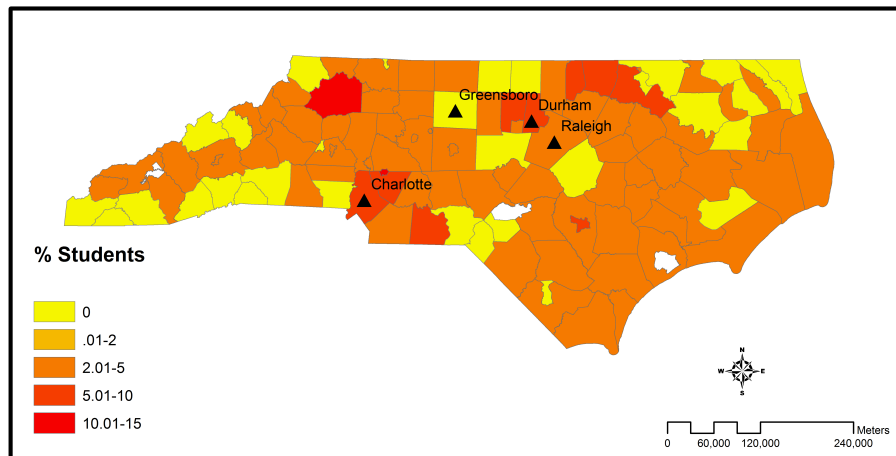 Greensboro
Durham
Raleigh
Charlotte
% Students
0
.01-2
2.01-5
5.01-10
10.01-15
N
W E
S
Meters
0 60,000 120,000 240,000